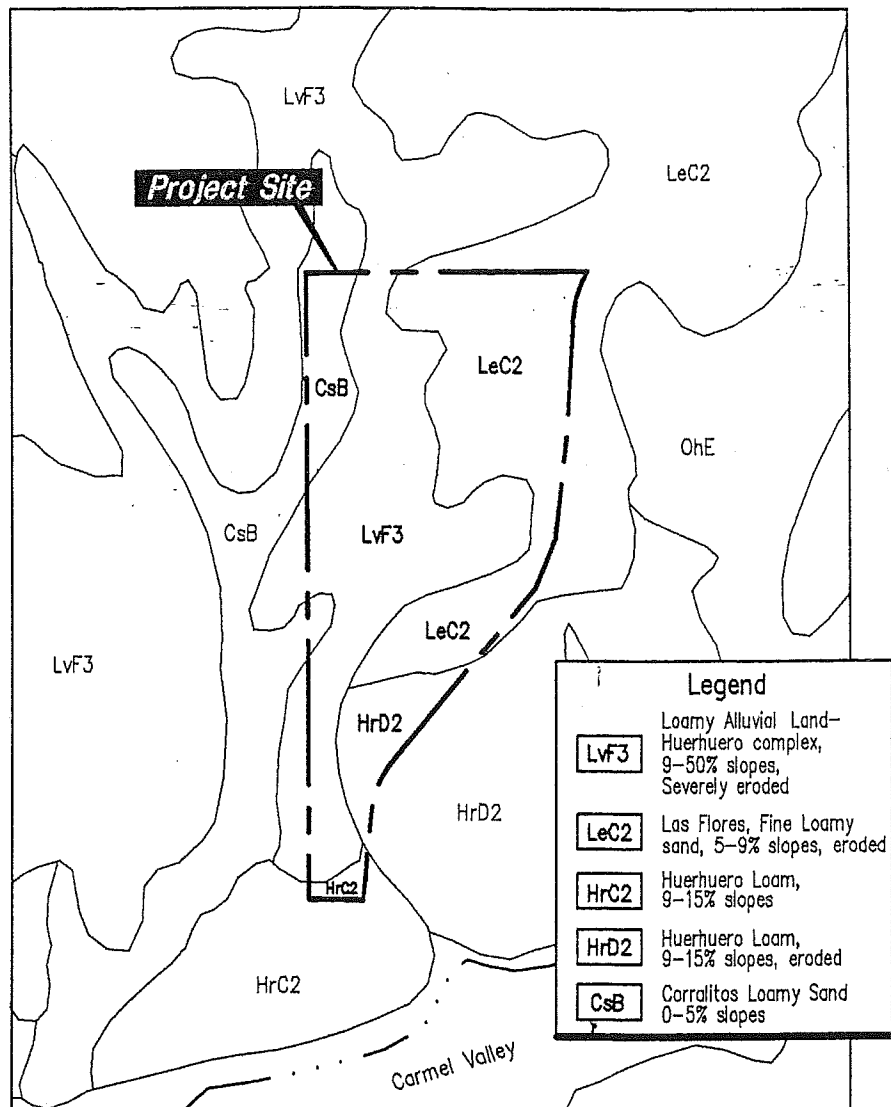 LvF3
LeC2
Project Site
LeC2
CsB
OhE
CsB
LvF3
LeC2
LvF3
HrD2
HrD2
HrC2
HrC2
Carmel Valley
Legend
LvF3
Loamy Alluvial Land-
Huerhuero complex,
9-50% slopes,
Severely eroded
LeC2
Las Flores, Fine Loamy
sand, 5-9% slopes, eroded
HrC2
Huerhuero Loam,
9-15% slopes
HrD2
Huerhuero Loam,
9-15% slopes, eroded
CsB
Corralitos Loamy Sand
0-5% slopes